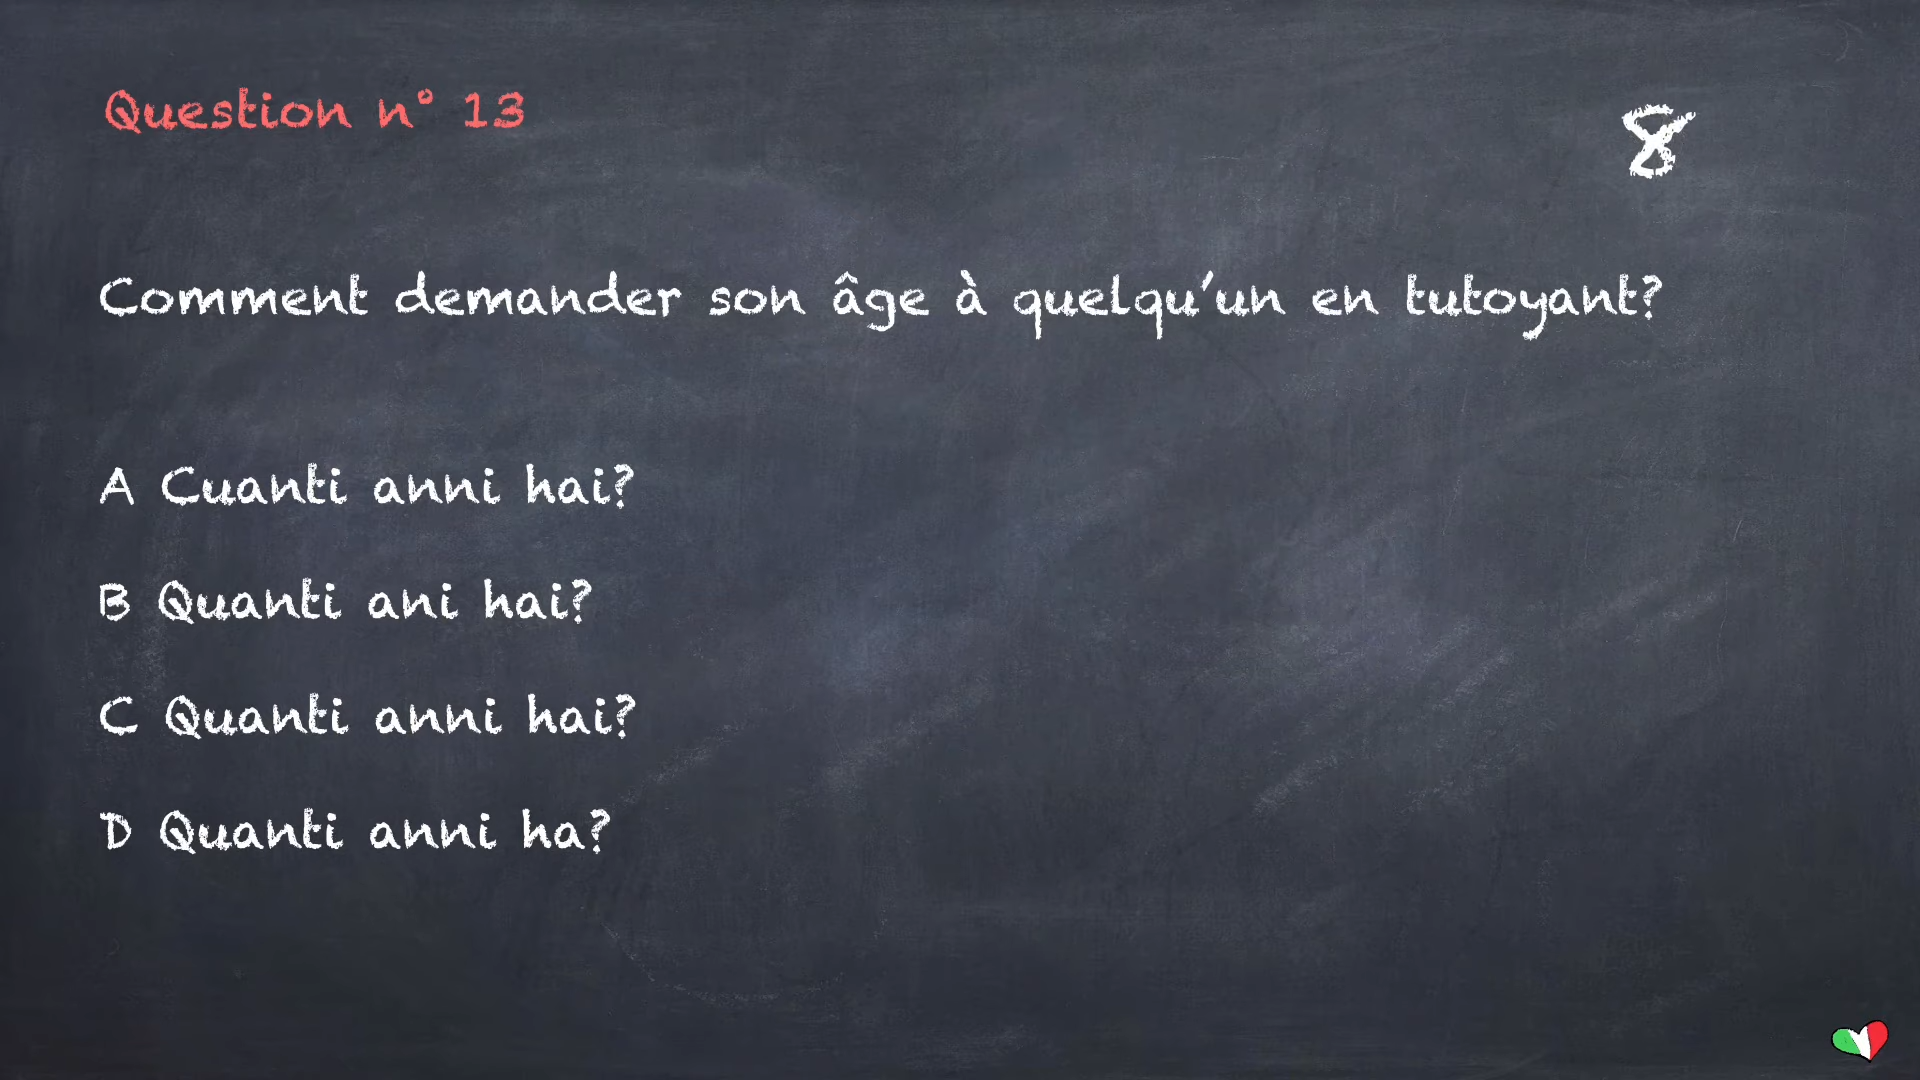 Question n° 13
8
Comment demander son âge à quelqu'un en tutoyant?
A Cuanti anni hai?
B Quanti ani hai?
C Quanti anni hai?
D Quanti anni ha?